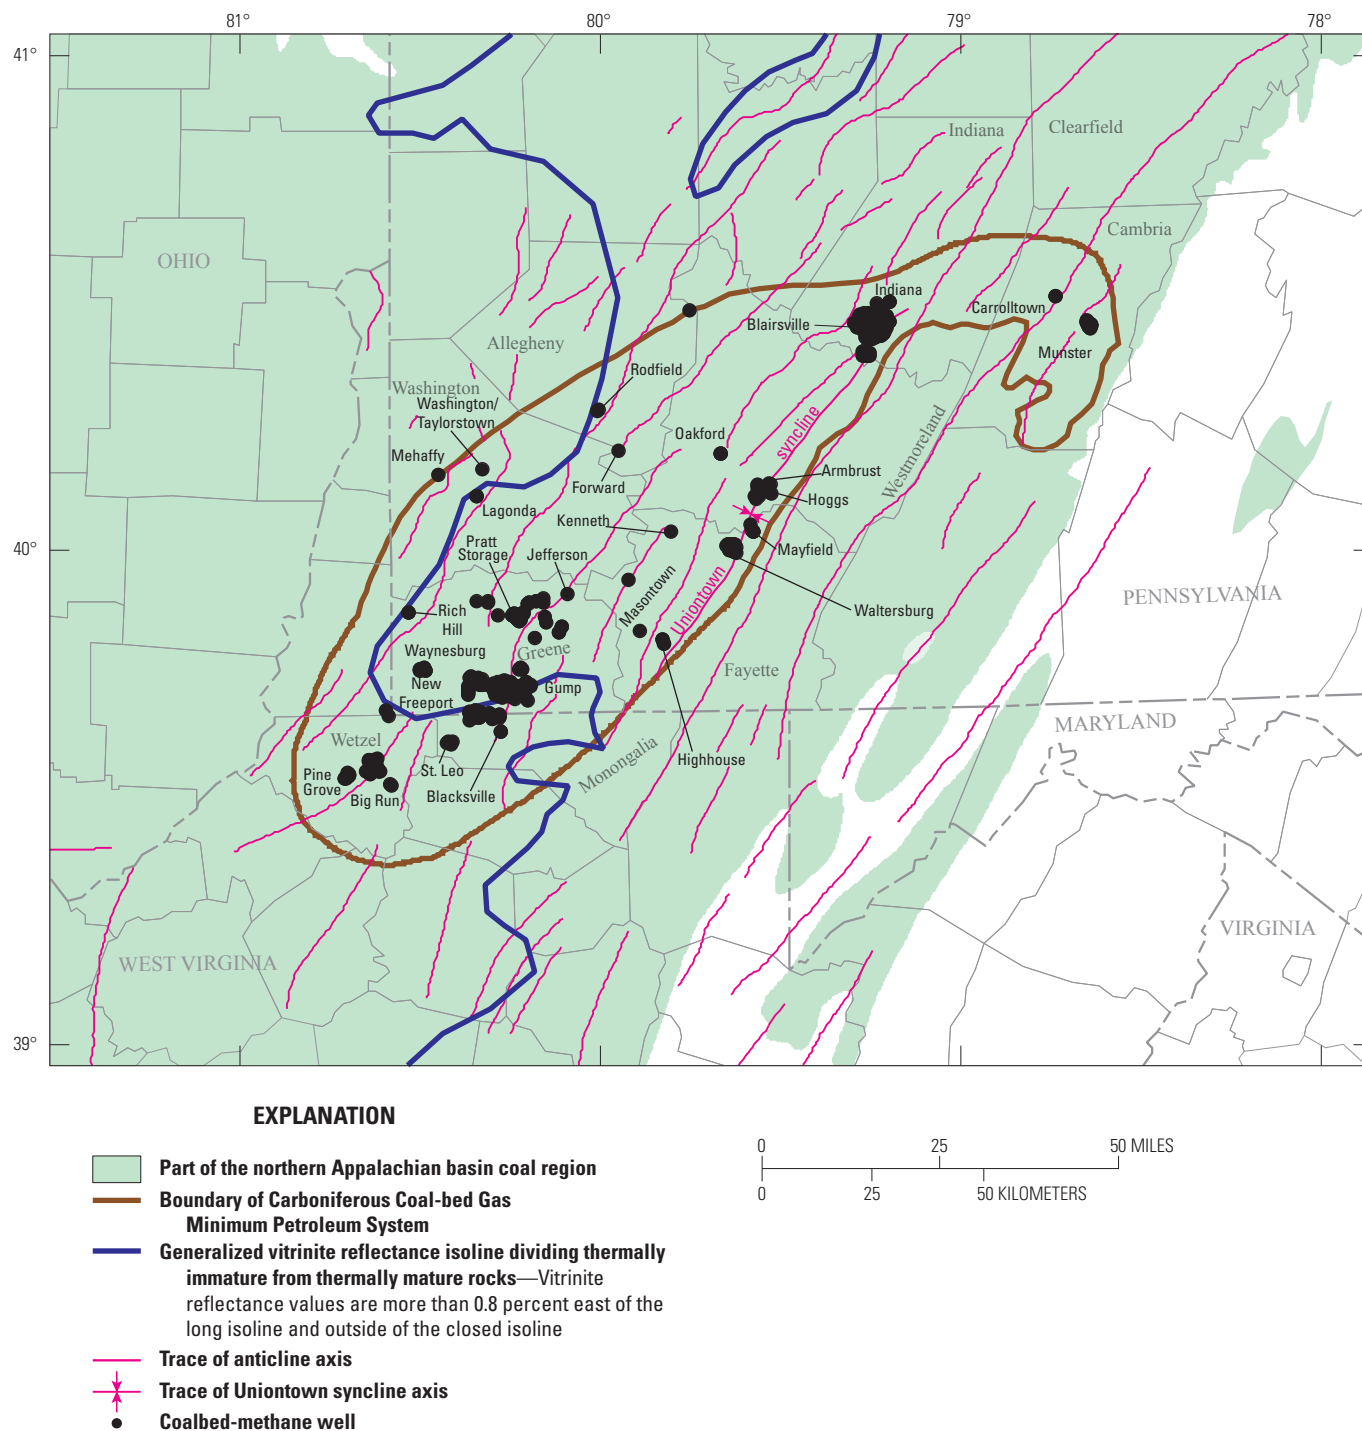 81°
80°
79°
78°
41°
Indiana
Clearfield
Cambria
OHIO
Indiana
Carrolltown
Blairsville
Allegheny
Munster
Rodfield
Washington
Washington/
Taylorstown
syncline
Westmoreland
Oakford
Mehaffy
Armbrust
Forward
Hoggs
Lagonda
Kenneth
40°
Pratt
Storage
Jefferson
Mayfield
Masontown
Uniontown
PENNSYLVANIA
Waltersburg
Rich
Hill
Greene
Waynesburg
Fayette
New
Freeport
Gump
MARYLAND
Wetzel
Monongalia
Highhouse
St. Leo
Pine
Grove
Big Run
Blacksville
VIRGINIA
WEST VIRGINIA
39°
EXPLANATION
Part of the northern Appalachian basin coal region
Boundary of Carboniferous Coal-bed Gas
Minimum Petroleum System
Generalized vitrinite reflectance isoline dividing thermally
immature from thermally mature rocks—Vitrinite
reflectance values are more than 0.8 percent east of the
long isoline and outside of the closed isoline
Trace of anticline axis
Trace of Uniontown syncline axis
Coalbed-methane well
0
25
50 MILES
0
25
50 KILOMETERS